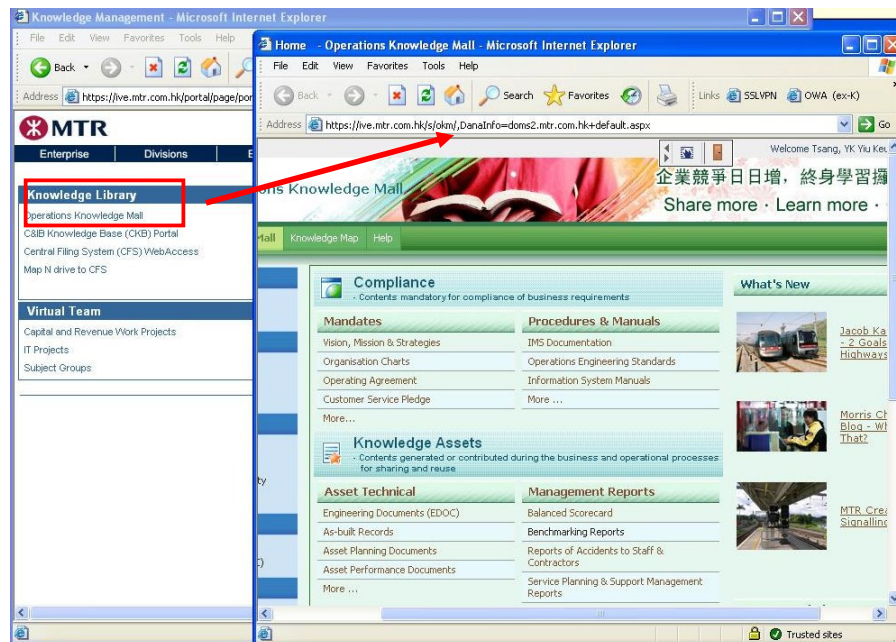 Knowledge Management - Microsoft Internet Explorer
File Edit View Favorites Tools Help
Back
Address https://ive.mtr.com.hk/portal/page/por
MTR
Enterprise Divisions
Knowledge Library
Operations Knowledge Mall
C&IB Knowledge Base (CKB) Portal
Central Filing System (CFS) WebAccess
Map N drive to CFS
Virtual Team
Capital and Revenue Work Projects
IT Projects
Subject Groups
Home - Operations Knowledge Mall - Microsoft Internet Explorer
File Edit View Favorites Tools Help
Back Search Favorites Links SSLVPN OWA (ex-K)
Address https://ive.mtr.com.hk/s/okm/,DanaInfo=doms2.mtr.com.hk+default.aspx Go
Welcome Tsang, YK Yiu Keu
ons Knowledge Mall
企業競爭日日增，終身學習擢
Share more · Learn more ·
Mall Knowledge Map Help
Compliance
- Contents mandatory for compliance of business requirements
Mandates Procedures & Manuals
Vision, Mission & Strategies IMS Documentation
Organisation Charts Operations Engineering Standards
Operating Agreement Information System Manuals
Customer Service Pledge More ...
More...
Knowledge Assets
- Contents generated or contributed during the business and operational processes
for sharing and reuse
Asset Technical Management Reports
Engineering Documents (EDOC) Balanced Scorecard
As-built Records Benchmarking Reports
Asset Planning Documents Reports of Accidents to Staff &
Contractors
Asset Performance Documents
Service Planning & Support Management
Reports
More ...
What's New
Jacob Ka
- 2 Goals
Highways
Morris Ch
Blog - Wh
That?
MTR Crea
Signalling
Trusted sites